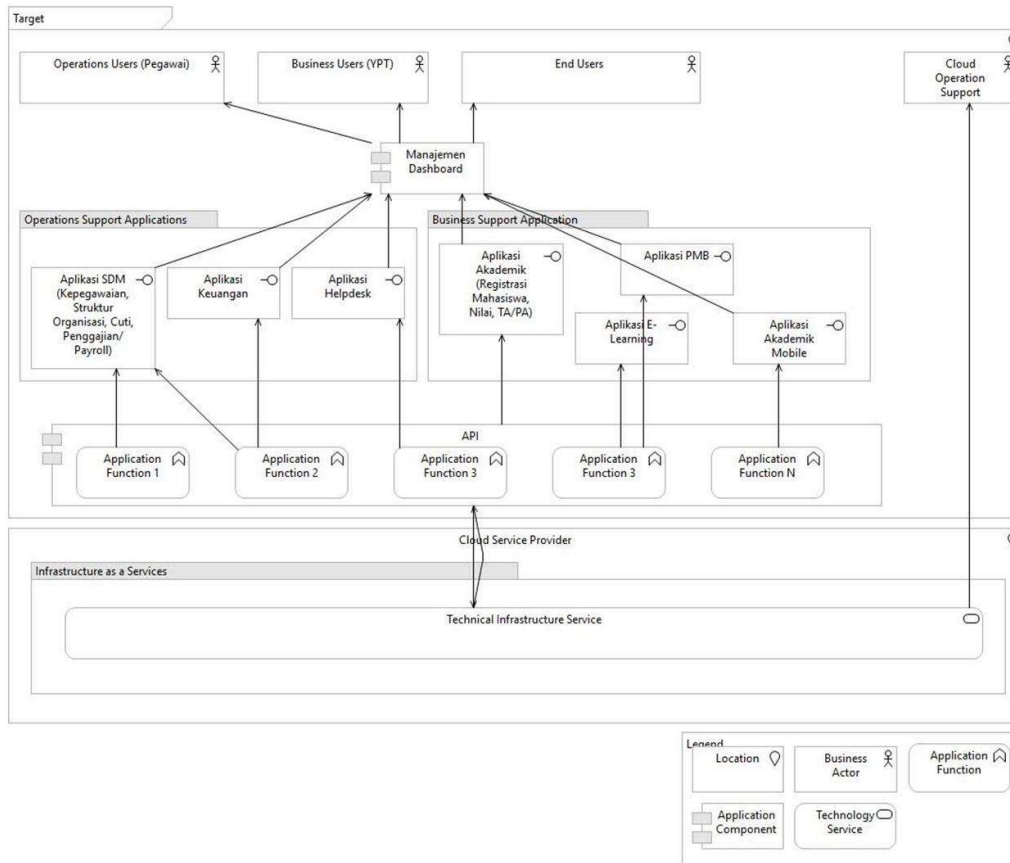 Target
Operations Users (Pegawai)
Business Users (YPT)
End Users
Cloud
Operation
Support
Manajemen
Dashboard
Operations Support Applications
Business Support Application
Aplikasi SDM
(Kepegawaian,
Struktur
Organisasi, Cuti,
Penggajian/
Payroll)
Aplikasi
Keuangan
Aplikasi
Helpdesk
Aplikasi
Akademik
(Registrasi
Mahasiswa,
Nilai, TA/PA)
Aplikasi PMB
Aplikasi E-
Learning
Aplikasi
Akademik
Mobile
API
Application
Function 1
Application
Function 2
Application
Function 3
Application
Function 3
Application
Function N
Cloud Service Provider
Infrastructure as a Services
Technical Infrastructure Service
Legend
Location
Business
Actor
Application
Function
Application
Component
Technology
Service